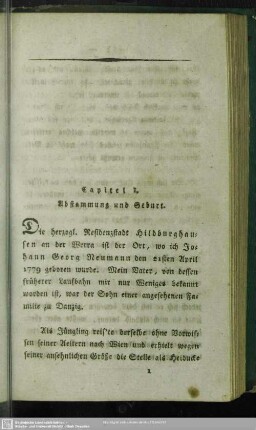 Capitel I.
Abstammung und Geburt.
Die herzogl. Residenzstadt Hildburghau-
sen an der Werra ist der Ort, wo ich Jo-
hann Georg Neumann den 21sten April
1779 geboren wurde. Mein Vater, von dessen
früherer Laufbahn mir nur Weniges bekannt
worden ist, war der Sohn einer angesehenen Fa-
milie zu Danzig.
Als Jüngling reis'te derselbe ohne Vorwis-
sen seiner Aeltern nach Wien und erhielt wegen
seiner ansehnlichen Größe die Stelle als Heiducke
1